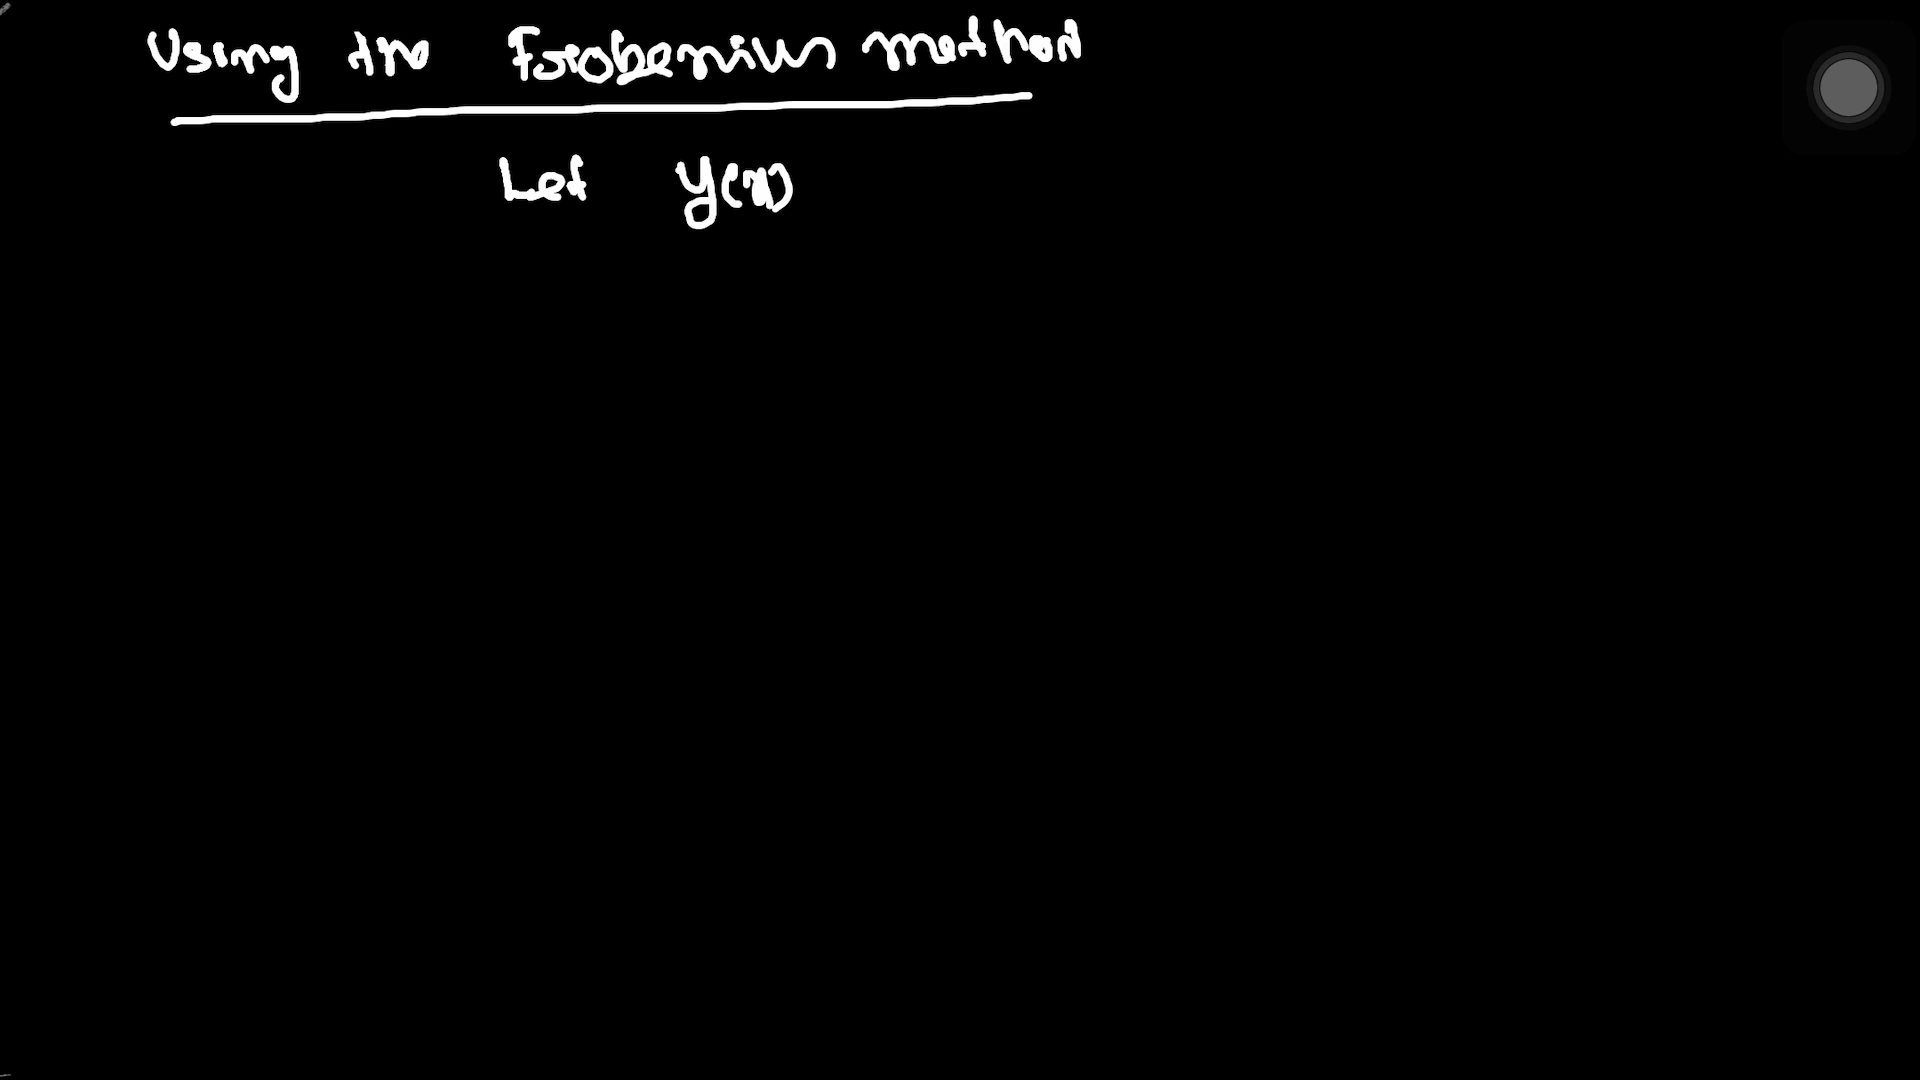 Using the Frobenius method
Let y(x)